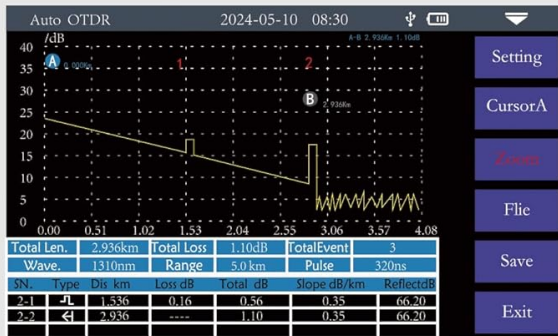 Auto OTDR 2024-05-10 08:30
/dB
A-B 2.936Km 1.10dB
40
A 0.000Km 1 2
35
30
B 2.936Km
25
20
15
10
5
0
0.00 0.51 1.02 1.53 2.04 2.55 3.06 3.57 4.08
Total Len. 2.936km Total Loss 1.10dB TotalEvent 3
Wave. 1310nm Range 5.0 km Pulse 320ns
SN. Type Dis km Loss dB Total dB Slope dB/km ReflectdB
2-1 1.536 0.16 0.56 0.35 66.20
2-2 2.936 ---- 1.10 0.35 66.20
Setting
CursorA
Zoom
Flie
Save
Exit